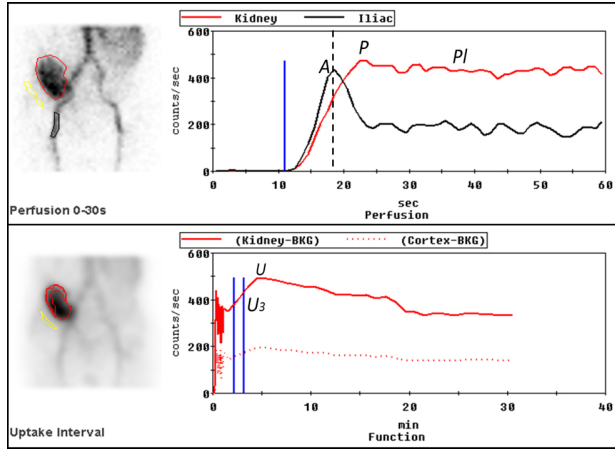 Kidney Iliac
600
400
200
0
counts/sec
A
P
Pl
0 10 20 30 40 50 60
sec
Perfusion
Perfusion 0-30s
(Kidney-BKG) (Cortex-BKG)
600
400
200
0
counts/sec
U
U3
0 10 20 30 40
min
Function
Uptake Interval